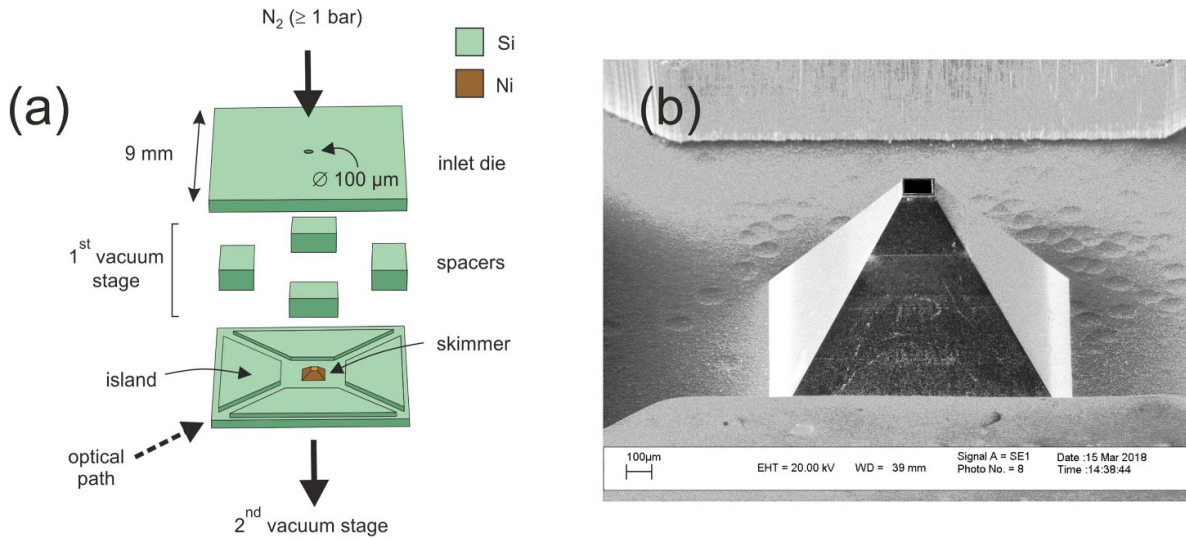 (a)
N₂ (≥ 1 bar)
Si
Ni
9 mm
inlet die
Ø 100 µm
1st vacuum
stage
spacers
skimmer
island
optical
path
2nd vacuum stage
(b)
100µm
EHT = 20.00 kV
WD = 39 mm
Signal A = SE1
Photo No. = 8
Date :15 Mar 2018
Time :14:38:44